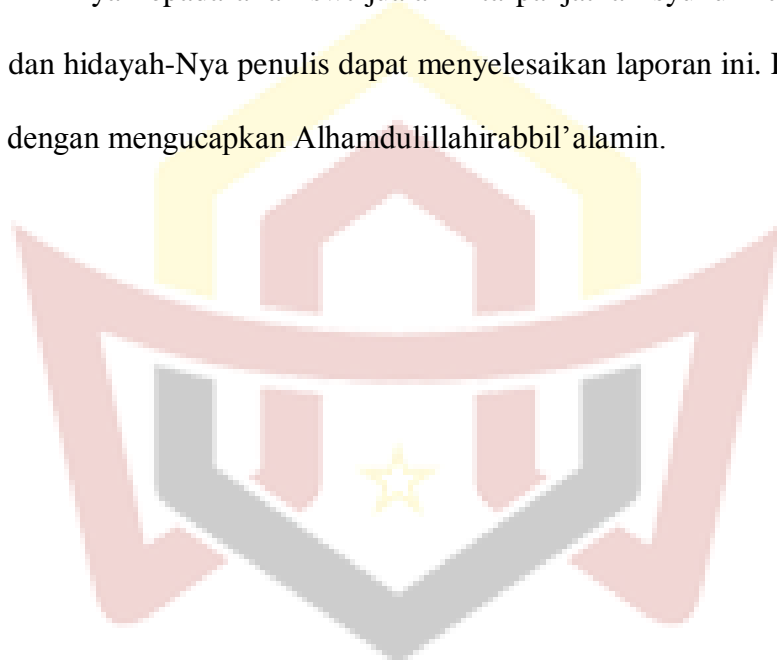 dan hidayah-Nya penulis dapat menyelesaikan laporan ini.
dengan mengucapkan Alhamdulillahirabbil’alamin.